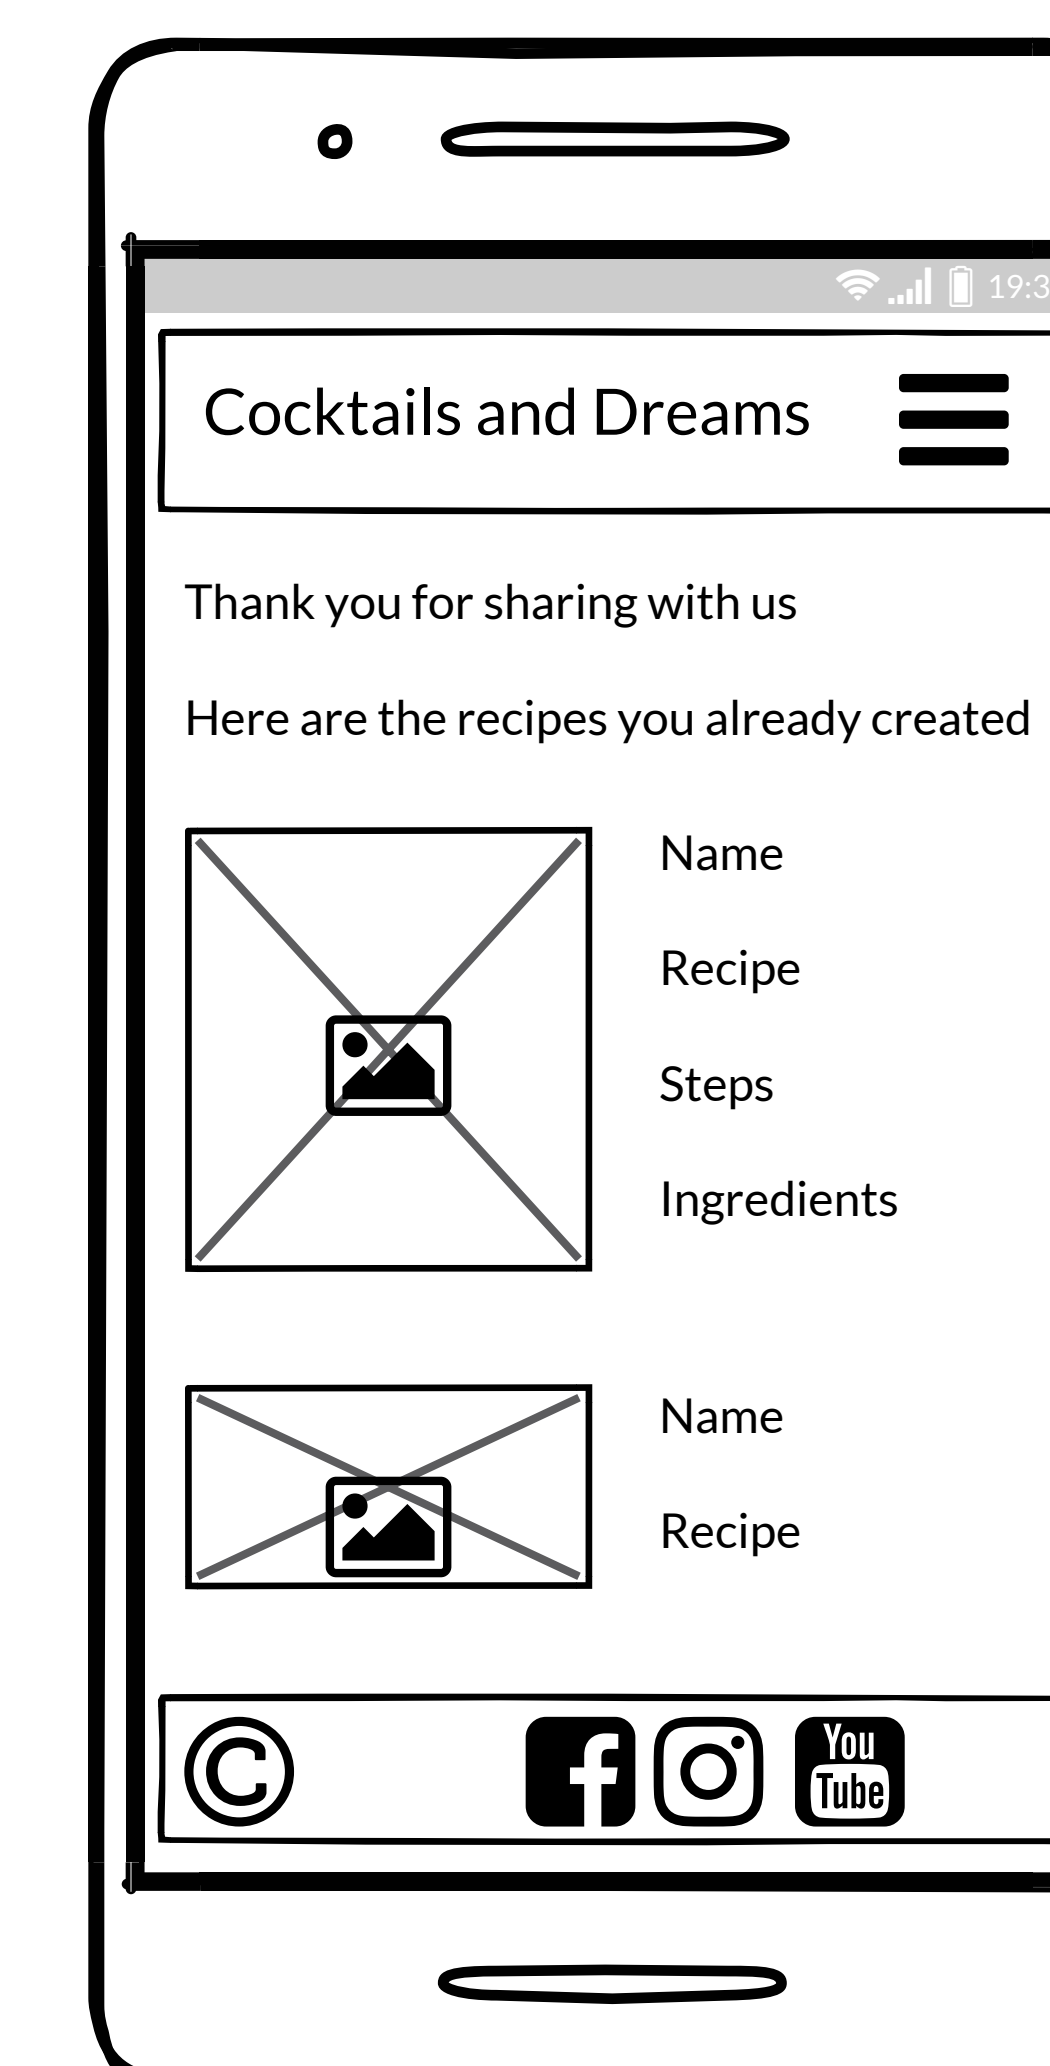 19:3
Cocktails and Dreams
Thank you for sharing with us
Here are the recipes you already created
Name
Recipe
Steps
Ingredients
Name
Recipe
© f You
Tube